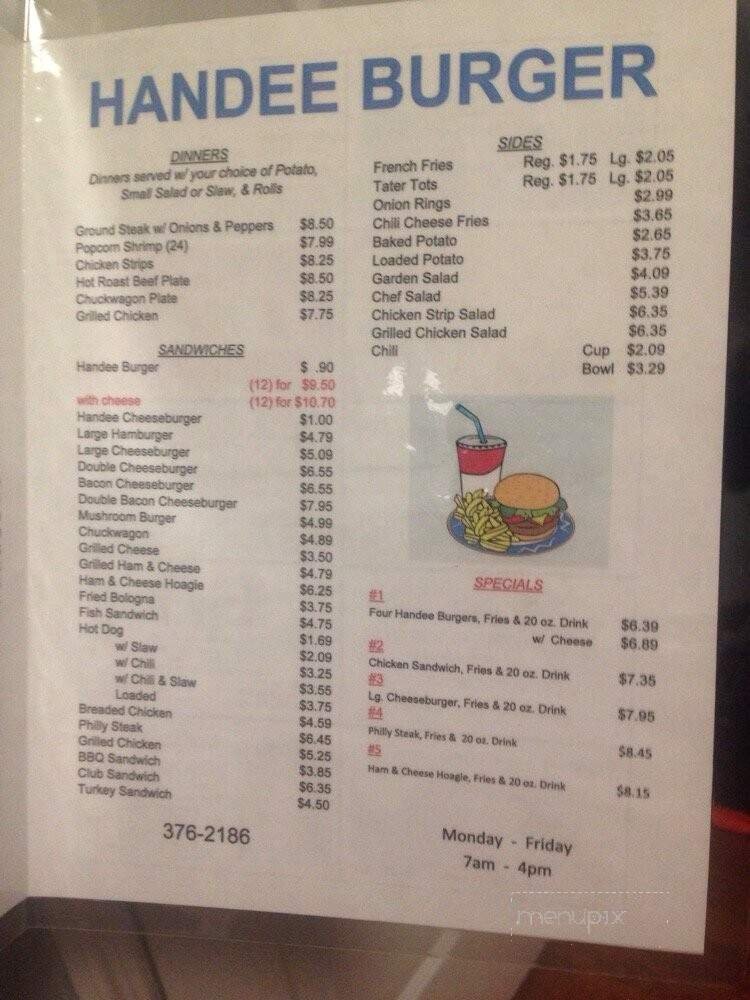 HANDEE BURGER
DINNERS
Dinners served w/ your choice of Potato,
Small Salad or Slaw, & Rolls
Ground Steak w/ Onions & Peppers $8.50
Popcorn Shrimp (24) $7.99
Chicken Strips $8.25
Hot Roast Beef Plate $8.50
Chuckwagon Plate $8.25
Grilled Chicken $7.75
SANDWICHES
Handee Burger $ .90
(12) for $9.50
with cheese (12) for $10.70
Handee Cheeseburger $1.00
Large Hamburger $4.79
Large Cheeseburger $5.09
Double Cheeseburger $6.55
Bacon Cheeseburger $6.55
Double Bacon Cheeseburger $7.95
Mushroom Burger $4.99
Chuckwagon $4.89
Grilled Cheese $3.50
Grilled Ham & Cheese $4.79
Ham & Cheese Hoagie $6.25
Fried Bologna $3.75
Fish Sandwich $4.75
Hot Dog $1.69
w/ Slaw $2.09
w/ Chili $3.25
w/ Chili & Slaw $3.55
Loaded $3.75
Breaded Chicken $4.59
Philly Steak $6.45
Grilled Chicken $5.25
BBQ Sandwich $3.85
Club Sandwich $6.35
Turkey Sandwich $4.50
376-2186
SIDES
French Fries Reg. $1.75 Lg. $2.05
Tater Tots Reg. $1.75 Lg. $2.05
Onion Rings $2.99
Chili Cheese Fries $3.65
Baked Potato $2.65
Loaded Potato $3.75
Garden Salad $4.09
Chef Salad $5.39
Chicken Strip Salad $6.35
Grilled Chicken Salad $6.35
Chili Cup $2.09
Bowl $3.29
SPECIALS
#1
Four Handee Burgers, Fries & 20 oz. Drink $6.39
w/ Cheese $6.89
#2
Chicken Sandwich, Fries & 20 oz. Drink $7.35
#3
Lg. Cheeseburger, Fries & 20 oz. Drink $7.95
#4
Philly Steak, Fries & 20 oz. Drink $8.45
#5
Ham & Cheese Hoagie, Fries & 20 oz. Drink $8.15
Monday - Friday
7am - 4pm
menupix